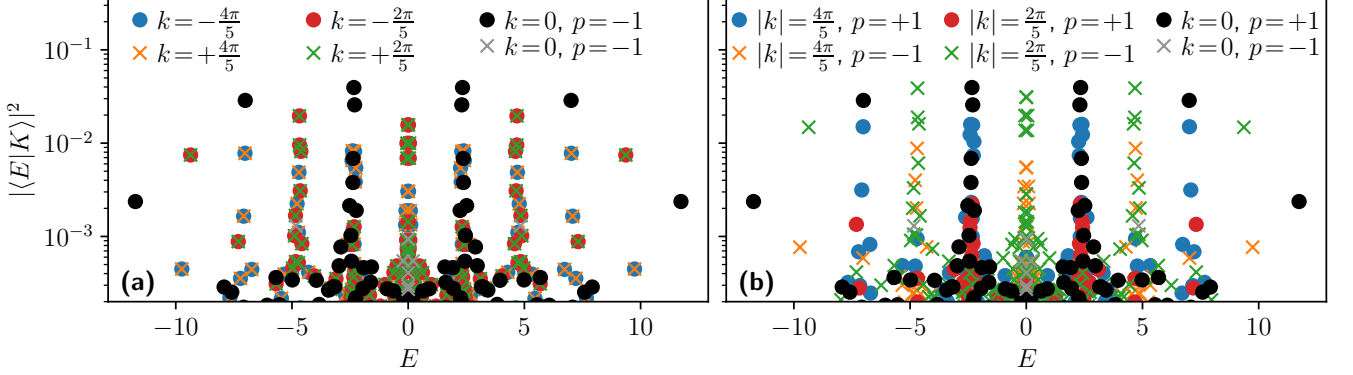 k = −4π/5 k = −2π/5 k = 0, p = −1
k = +4π/5 k = +2π/5 k = 0, p = −1
|k| = 4π/5, p = +1 |k| = 2π/5, p = +1 k = 0, p = +1
|k| = 4π/5, p = −1 |k| = 2π/5, p = −1 k = 0, p = −1
10⁻¹
10⁻²
10⁻³
|⟨E|K⟩|²
(a)
(b)
−10 −5 0 5 10
E
−10 −5 0 5 10
E